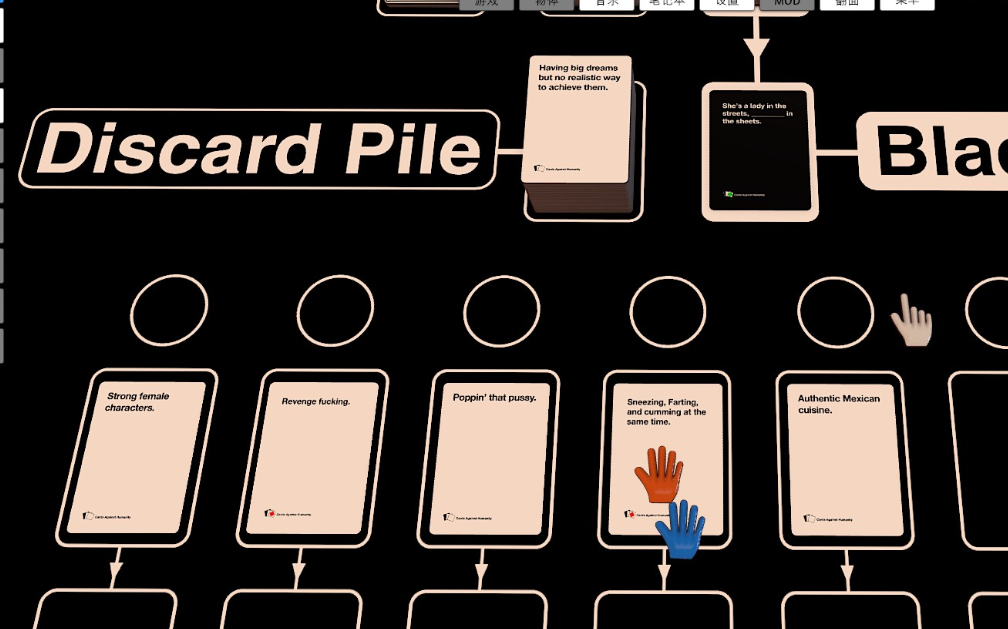 游戏 物体 音乐 笔记本 设置 MOD 翻面 菜单
Having big dreams
but no realistic way
to achieve them.
Cards Against Humanity
Discard Pile
She's a lady in the
streets, ________ in
the sheets.
Cards Against Humanity
Blac
Strong female
characters.
Cards Against Humanity
Revenge fucking.
Cards Against Humanity
Poppin' that pussy.
Cards Against Humanity
Sneezing, Farting,
and cumming at the
same time.
Cards Against Humanity
Authentic Mexican
cuisine.
Cards Against Humanity